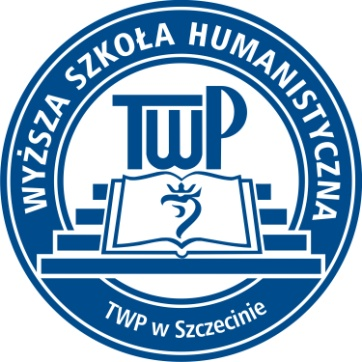 WYŻSZA SZKOŁA HUMANISTYCZNA
TWP
TWP w Szczecinie